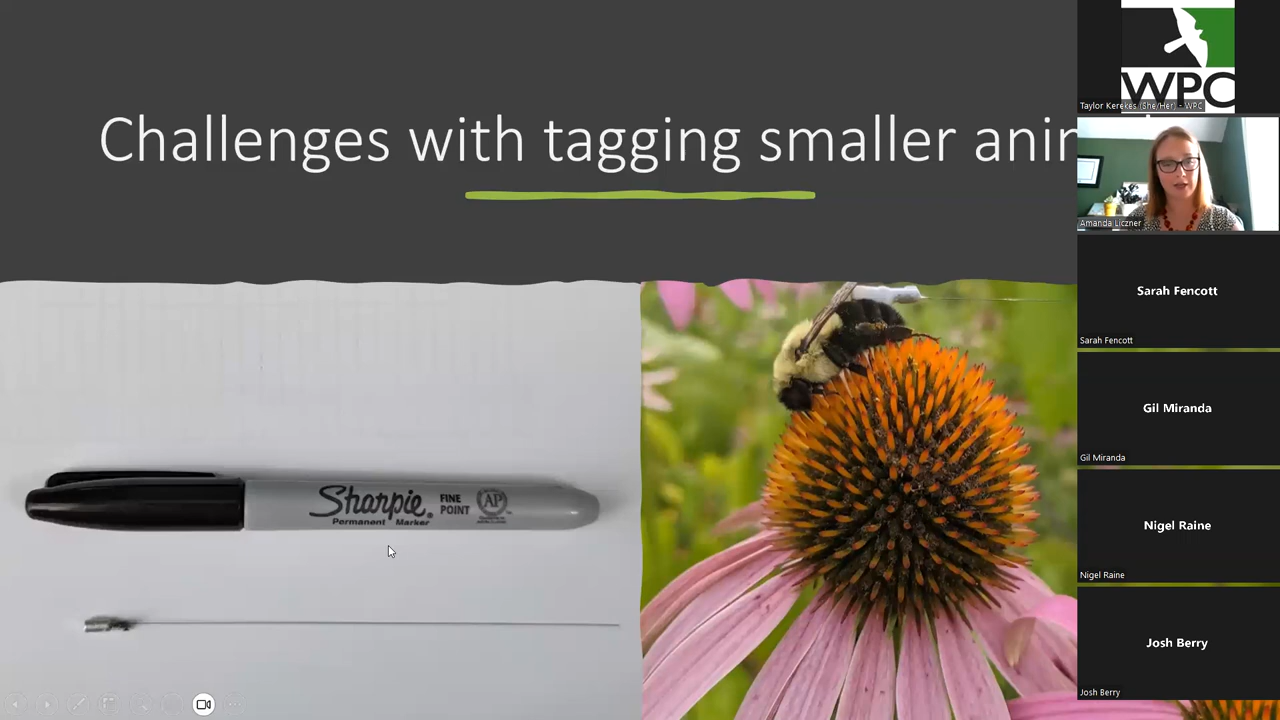 Challenges with tagging smaller anim
Sharpie
FINE
POINT
Permanent Marker
AP
WPC
Taylor Kerekes (She/Her) - WPC
Amanda Liczner
Sarah Fencott
Sarah Fencott
Gil Miranda
Gil Miranda
Nigel Raine
Nigel Raine
Josh Berry
Josh Berry